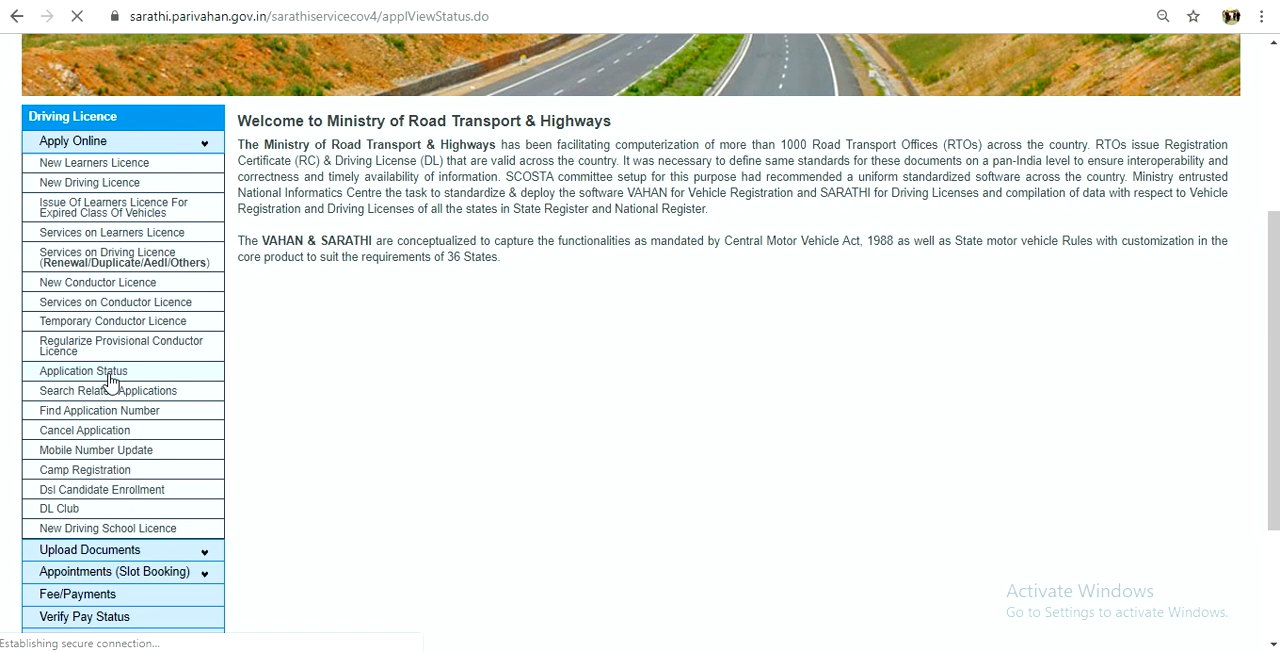 sarathi.parivahan.gov.in/sarathiservicecov4/applViewStatus.do
Driving Licence
Apply Online
New Learners Licence
New Driving Licence
Issue Of Learners Licence For
Expired Class Of Vehicles
Services on Learners Licence
Services on Driving Licence
(Renewal/Duplicate/Aedl/Others)
New Conductor Licence
Services on Conductor Licence
Temporary Conductor Licence
Regularize Provisional Conductor
Licence
Application Status
Search Related Applications
Find Application Number
Cancel Application
Mobile Number Update
Camp Registration
Dsl Candidate Enrollment
DL Club
New Driving School Licence
Upload Documents
Appointments (Slot Booking)
Fee/Payments
Verify Pay Status
Welcome to Ministry of Road Transport & Highways
The Ministry of Road Transport & Highways has been facilitating computerization of more than 1000 Road Transport Offices (RTOs) across the country. RTOs issue Registration
Certificate (RC) & Driving License (DL) that are valid across the country. It was necessary to define same standards for these documents on a pan-India level to ensure interoperability and
correctness and timely availability of information. SCOSTA committee setup for this purpose had recommended a uniform standardized software across the country. Ministry entrusted
National Informatics Centre the task to standardize & deploy the software VAHAN for Vehicle Registration and SARATHI for Driving Licenses and compilation of data with respect to Vehicle
Registration and Driving Licenses of all the states in State Register and National Register.
The VAHAN & SARATHI are conceptualized to capture the functionalities as mandated by Central Motor Vehicle Act, 1988 as well as State motor vehicle Rules with customization in the
core product to suit the requirements of 36 States.
Activate Windows
Go to Settings to activate Windows.
Establishing secure connection...